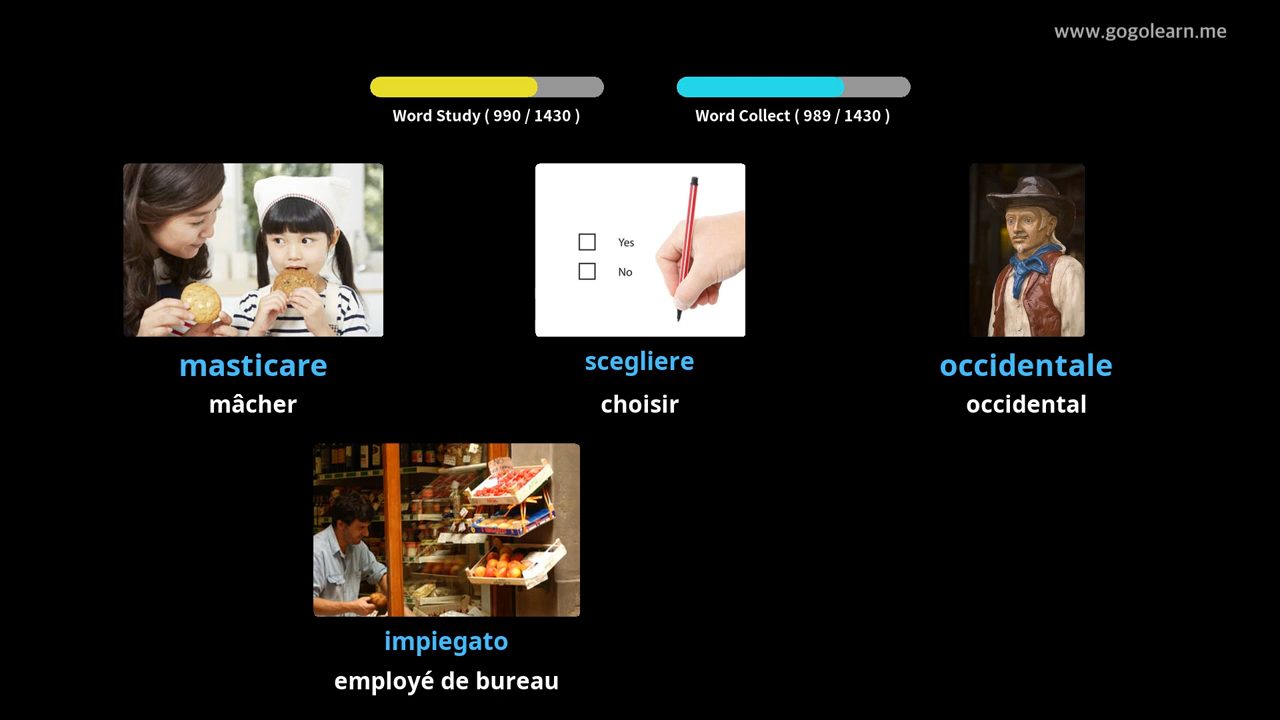 www.gogolearn.me
Word Study ( 990 / 1430 )
Word Collect ( 989 / 1430 )
Yes
No
masticare
mâcher
scegliere
choisir
occidentale
occidental
impiegato
employé de bureau